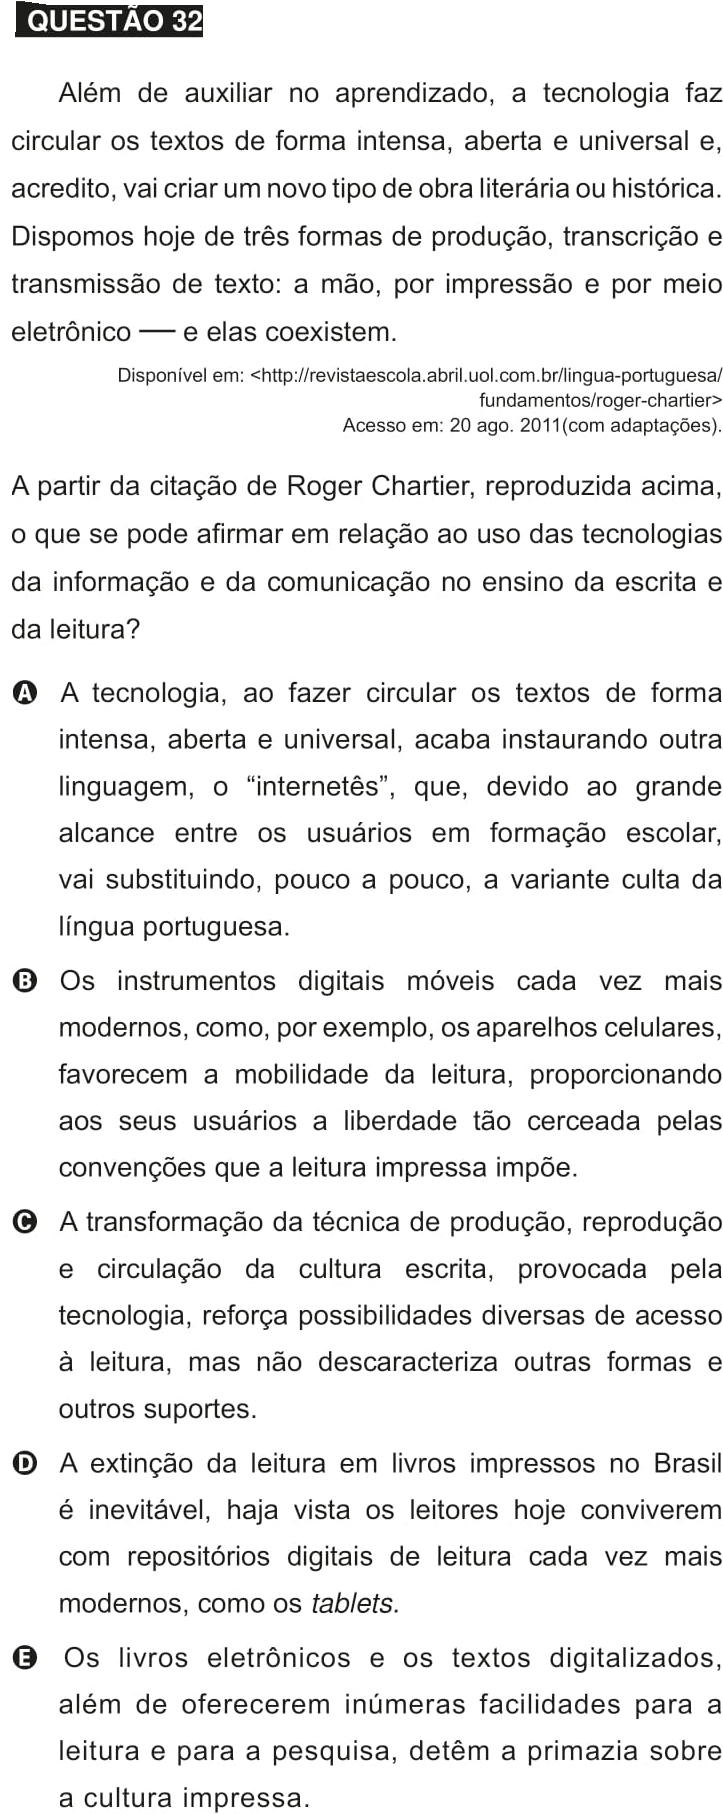 QUESTÃO 32
Além de auxiliar no aprendizado, a tecnologia faz
circular os textos de forma intensa, aberta e universal e,
acredito, vai criar um novo tipo de obra literária ou histórica.
Dispomos hoje de três formas de produção, transcrição e
transmissão de texto: a mão, por impressão e por meio
eletrônico — e elas coexistem.
Disponível em: <http://revistaescola.abril.uol.com.br/lingua-portuguesa/
fundamentos/roger-chartier>
Acesso em: 20 ago. 2011(com adaptações).
A partir da citação de Roger Chartier, reproduzida acima,
o que se pode afirmar em relação ao uso das tecnologias
da informação e da comunicação no ensino da escrita e
da leitura?
A A tecnologia, ao fazer circular os textos de forma
intensa, aberta e universal, acaba instaurando outra
linguagem, o “internetês”, que, devido ao grande
alcance entre os usuários em formação escolar,
vai substituindo, pouco a pouco, a variante culta da
língua portuguesa.
B Os instrumentos digitais móveis cada vez mais
modernos, como, por exemplo, os aparelhos celulares,
favorecem a mobilidade da leitura, proporcionando
aos seus usuários a liberdade tão cerceada pelas
convenções que a leitura impressa impõe.
C A transformação da técnica de produção, reprodução
e circulação da cultura escrita, provocada pela
tecnologia, reforça possibilidades diversas de acesso
à leitura, mas não descaracteriza outras formas e
outros suportes.
D A extinção da leitura em livros impressos no Brasil
é inevitável, haja vista os leitores hoje conviverem
com repositórios digitais de leitura cada vez mais
modernos, como os tablets.
E Os livros eletrônicos e os textos digitalizados,
além de oferecerem inúmeras facilidades para a
leitura e para a pesquisa, detêm a primazia sobre
a cultura impressa.